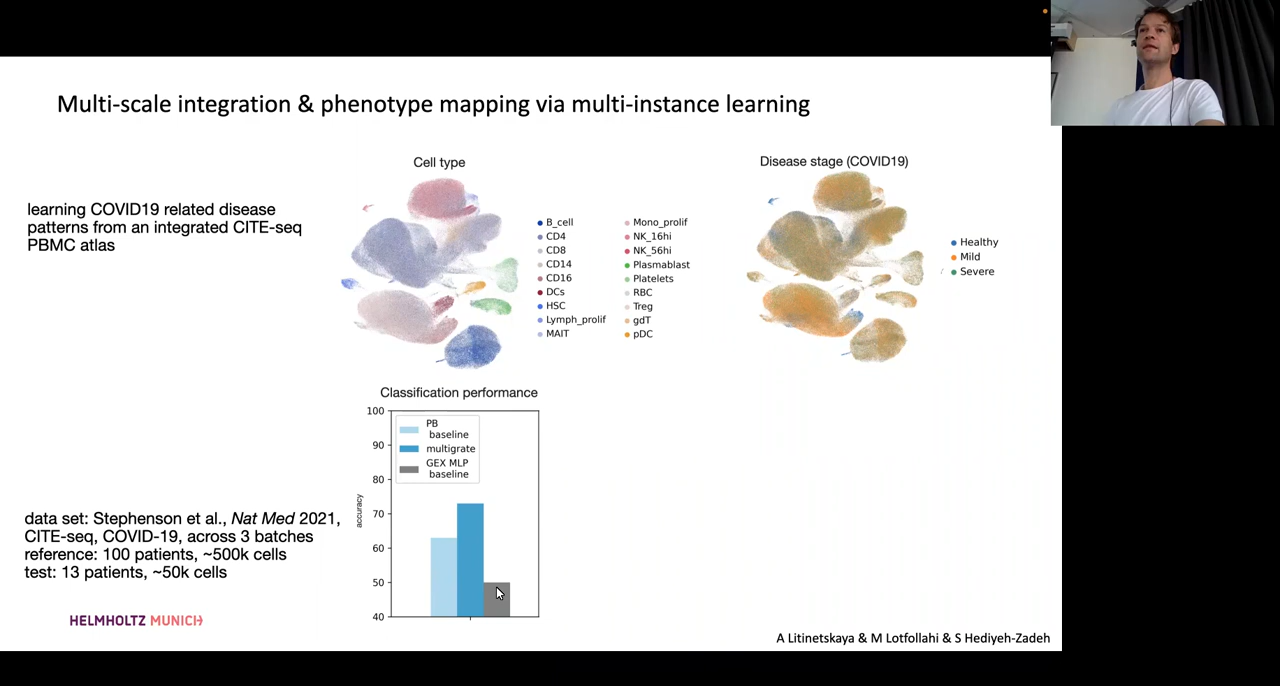 Multi-scale integration & phenotype mapping via multi-instance learning
learning COVID19 related disease
patterns from an integrated CITE-seq
PBMC atlas
Cell type
B_cell
CD4
CD8
CD14
CD16
DCs
HSC
Lymph_prolif
MAIT
Mono_prolif
NK_16hi
NK_56hi
Plasmablast
Platelets
RBC
Treg
gdT
pDC
Disease stage (COVID19)
Healthy
Mild
Severe
Classification performance
100
90
80
70
60
50
40
accuracy
PB
baseline
multigrate
GEX MLP
baseline
data set: Stephenson et al., Nat Med 2021,
CITE-seq, COVID-19, across 3 batches
reference: 100 patients, ~500k cells
test: 13 patients, ~50k cells
HELMHOLTZ MUNICH
A Litinetskaya & M Lotfollahi & S Hediyeh-Zadeh